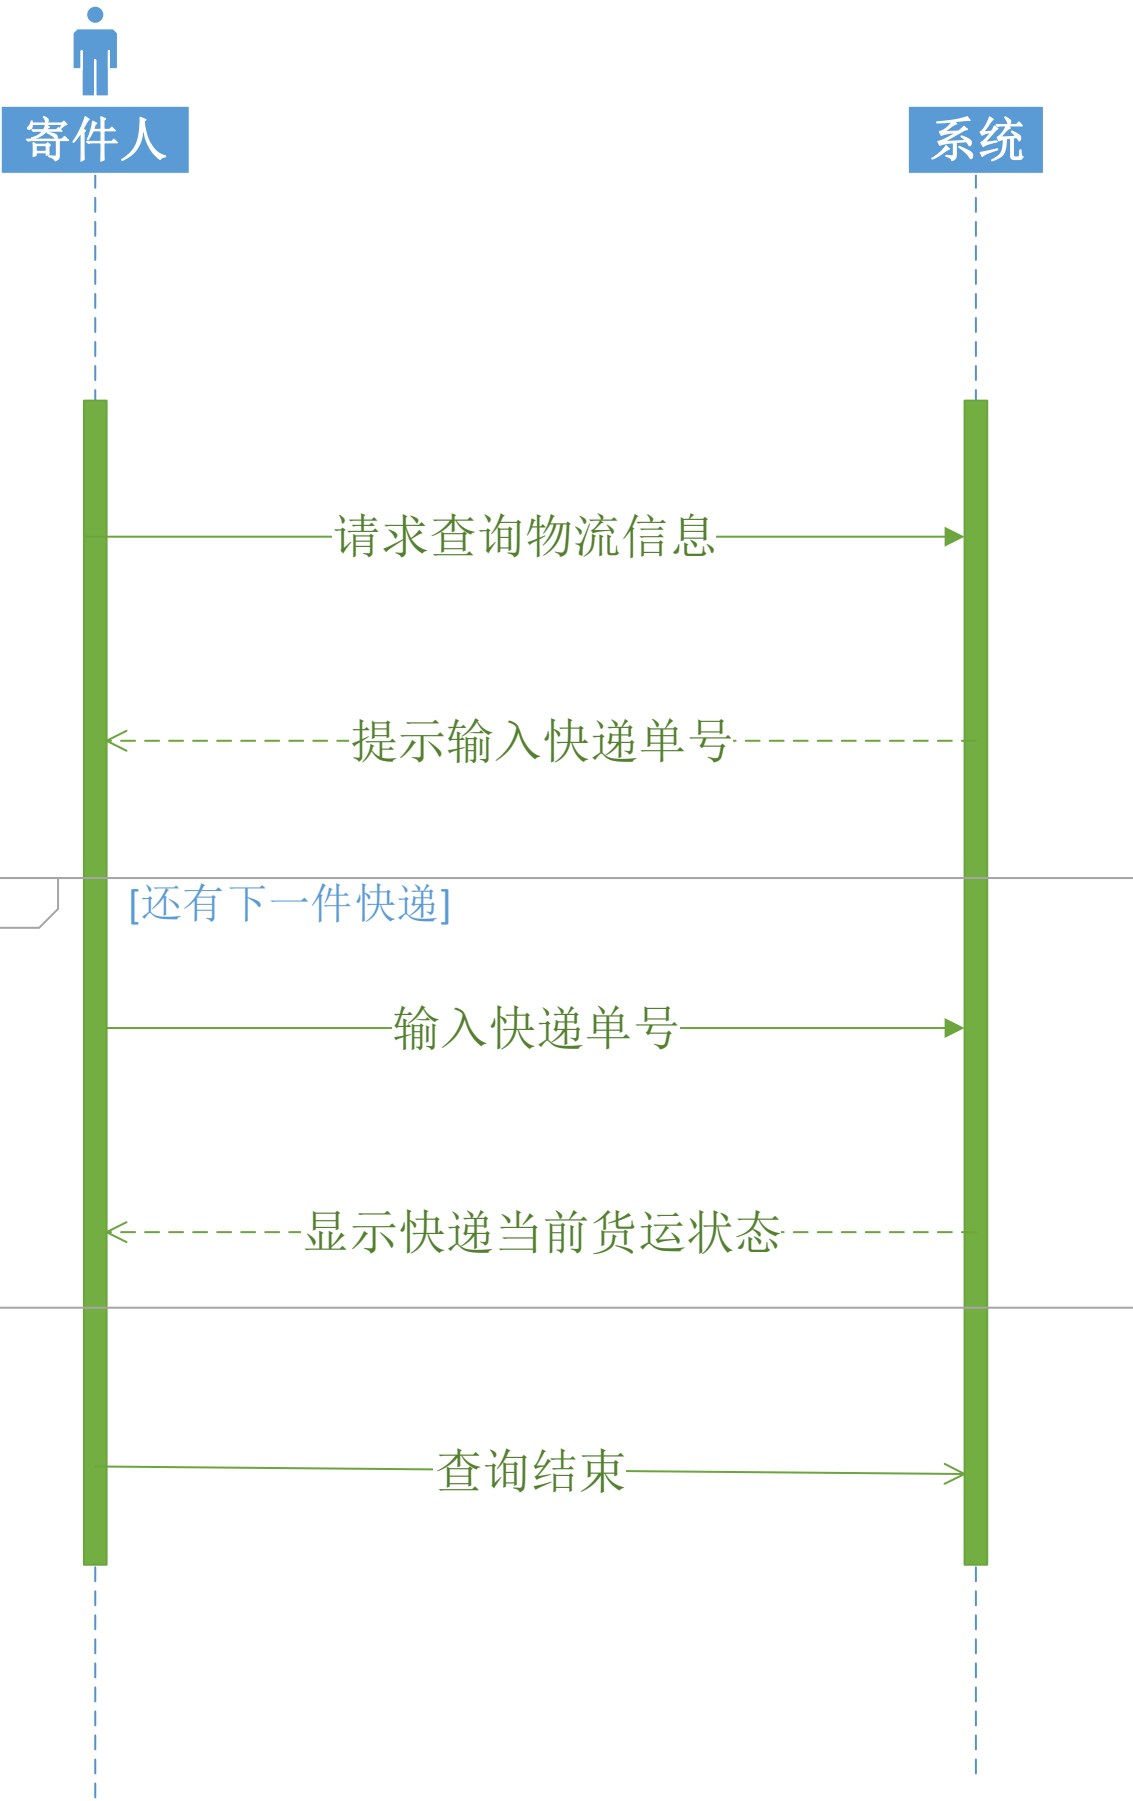 寄件人
系统
请求查询物流信息
提示输入快递单号
[还有下一件快递]
输入快递单号
显示快递当前货运状态
查询结束